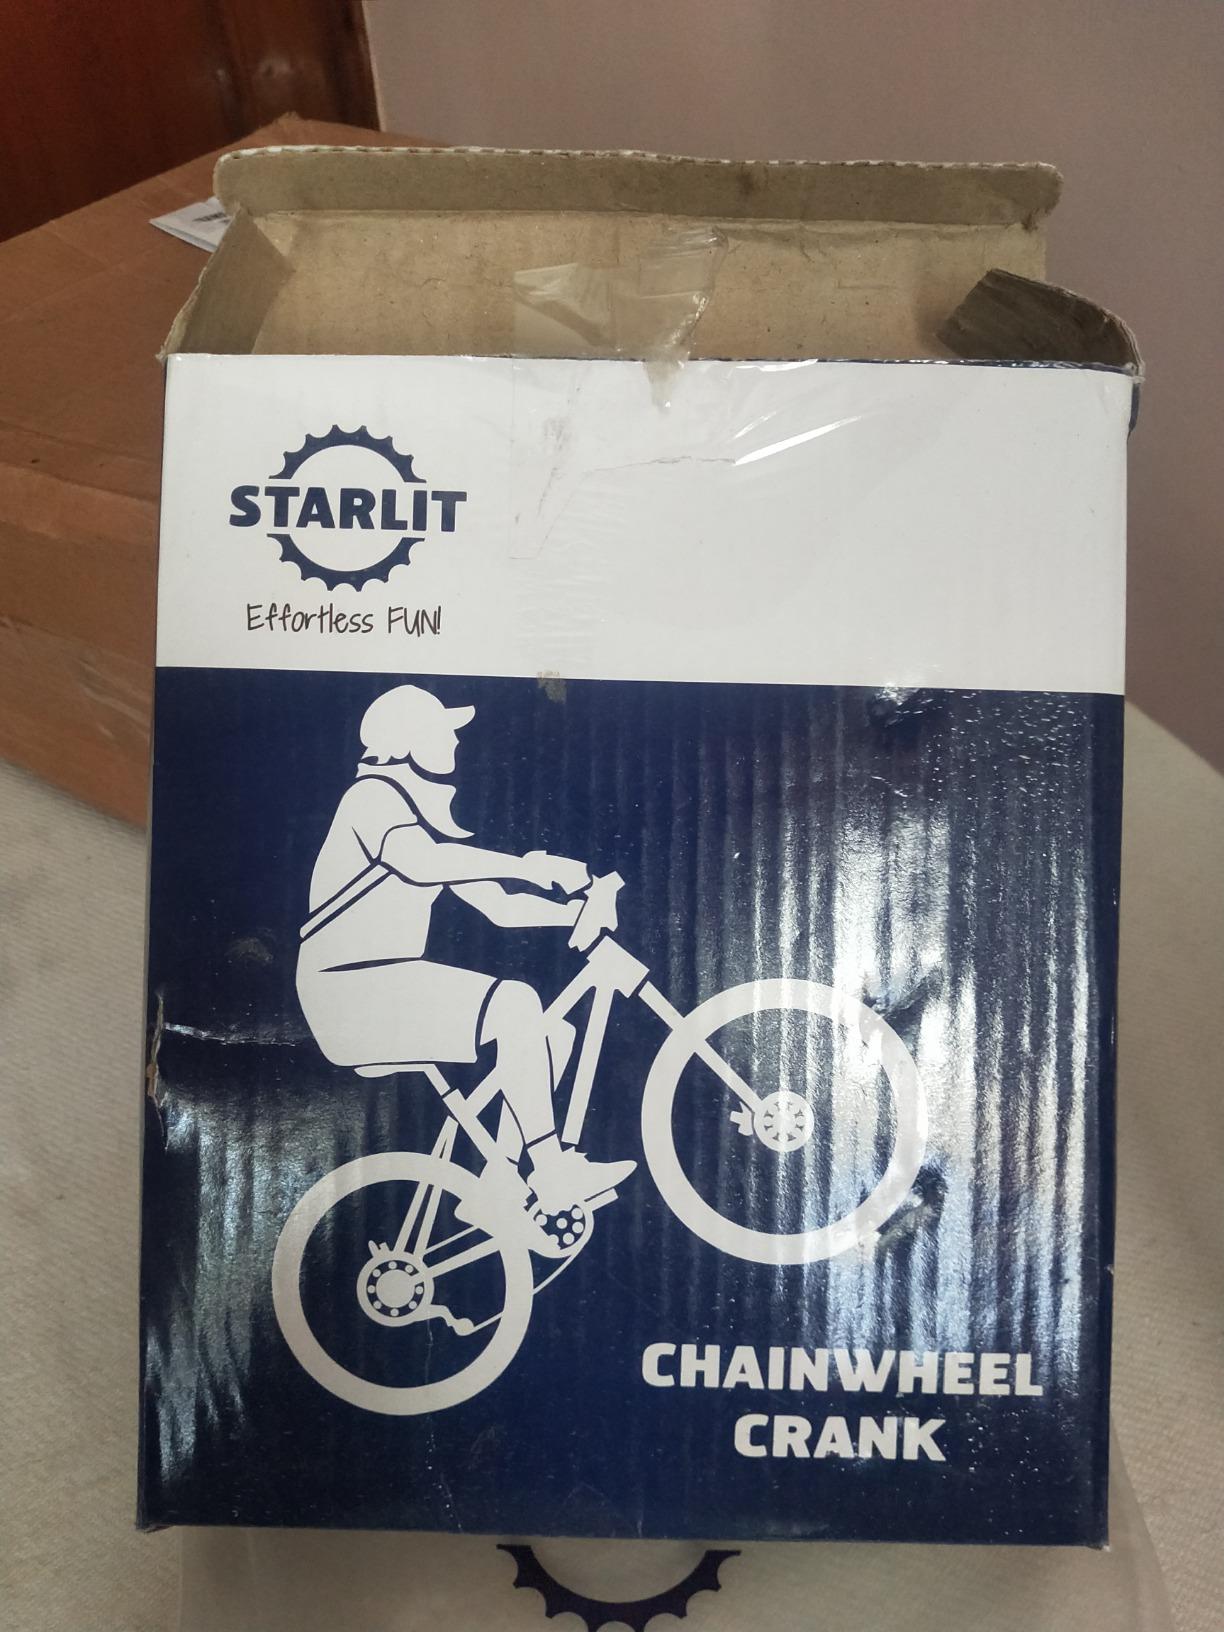 STARLIT
Effortless FUN!
CHAINWHEEL
CRANK